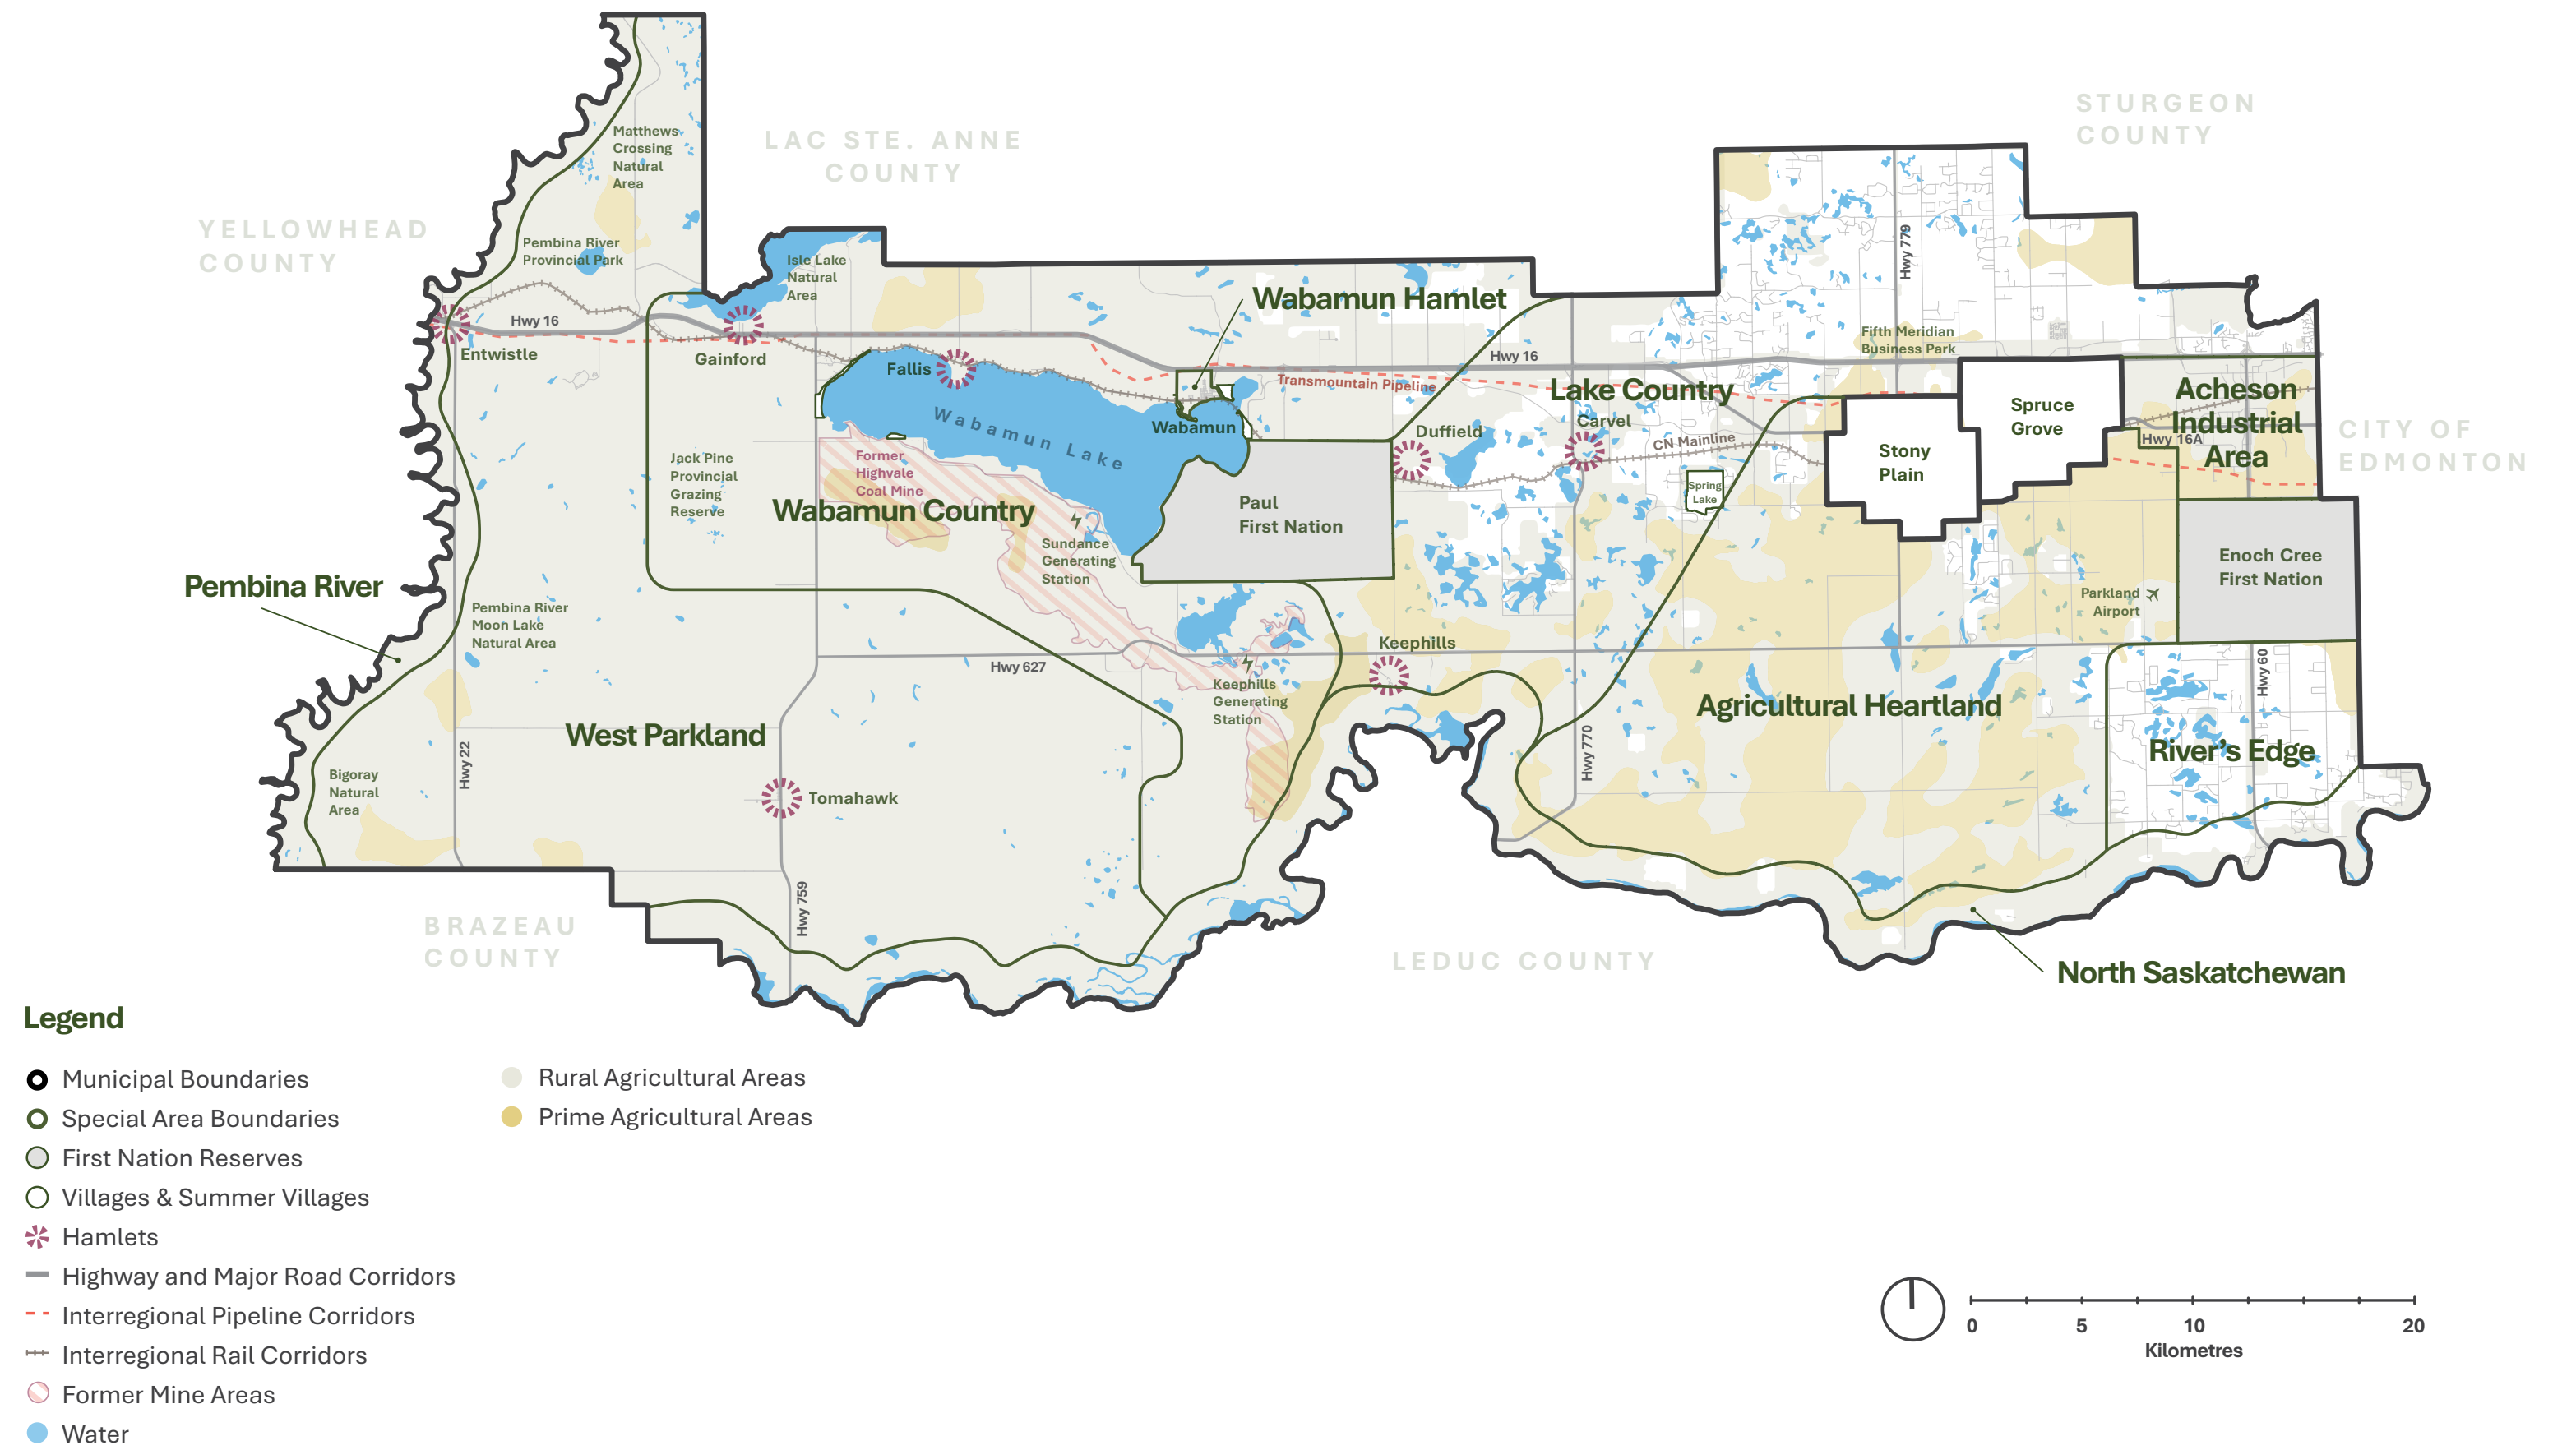 STURGEON
COUNTY
LAC STE. ANNE
COUNTY
YELLOWHEAD
COUNTY
Matthews
Crossing
Natural
Area
Pembina River
Provincial Park
Isle Lake
Natural
Area
Hwy 779
Wabamun Hamlet
Hwy 16
Entwistle
Gainford
Fallis
Hwy 16
Transmountain Pipeline
Fifth Meridian
Business Park
Lake Country
Carvel
Duffield
CN Mainline
Wabamun
Wabamun Lake
Spruce
Grove
Stony
Plain
Acheson
Industrial
Area
Hwy 16A
CITY OF
EDMONTON
Spring
Lake
Jack Pine
Provincial
Grazing
Reserve
Former
Highvale
Coal Mine
Wabamun Country
Paul
First Nation
Sundance
Generating
Station
Enoch Cree
First Nation
Parkland
Airport
Pembina River
Pembina River
Moon Lake
Natural Area
Hwy 627
Keephills
Keephills
Generating
Station
Hwy 60
Agricultural Heartland
River's Edge
West Parkland
Hwy 22
Hwy 770
Bigoray
Natural
Area
Tomahawk
Hwy 759
BRAZEAU
COUNTY
LEDUC COUNTY
North Saskatchewan
Legend
Municipal Boundaries
Special Area Boundaries
First Nation Reserves
Villages & Summer Villages
Hamlets
Highway and Major Road Corridors
Interregional Pipeline Corridors
Interregional Rail Corridors
Former Mine Areas
Water
Rural Agricultural Areas
Prime Agricultural Areas
0 5 10 20
Kilometres